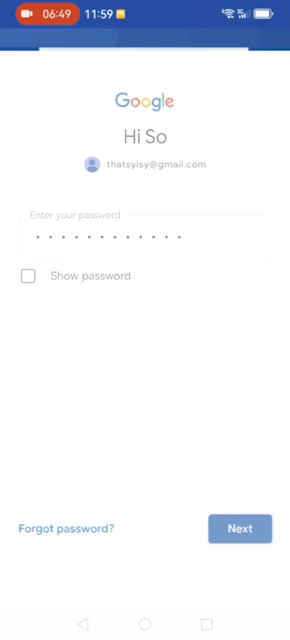 06:49 11:59
Google
Hi So
thatsyisy@gmail.com
Enter your password
Show password
Forgot password?
Next